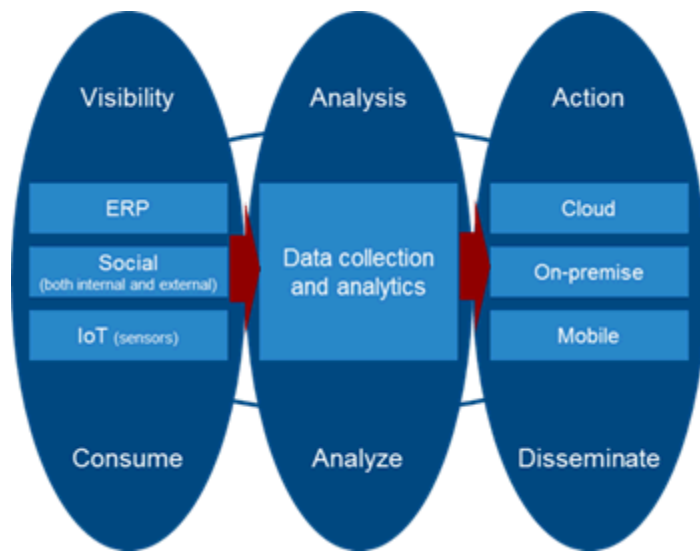 Visibility
Analysis
Action
ERP
Social
(both internal and external)
IoT (sensors)
Data collection
and analytics
Cloud
On-premise
Mobile
Consume
Analyze
Disseminate